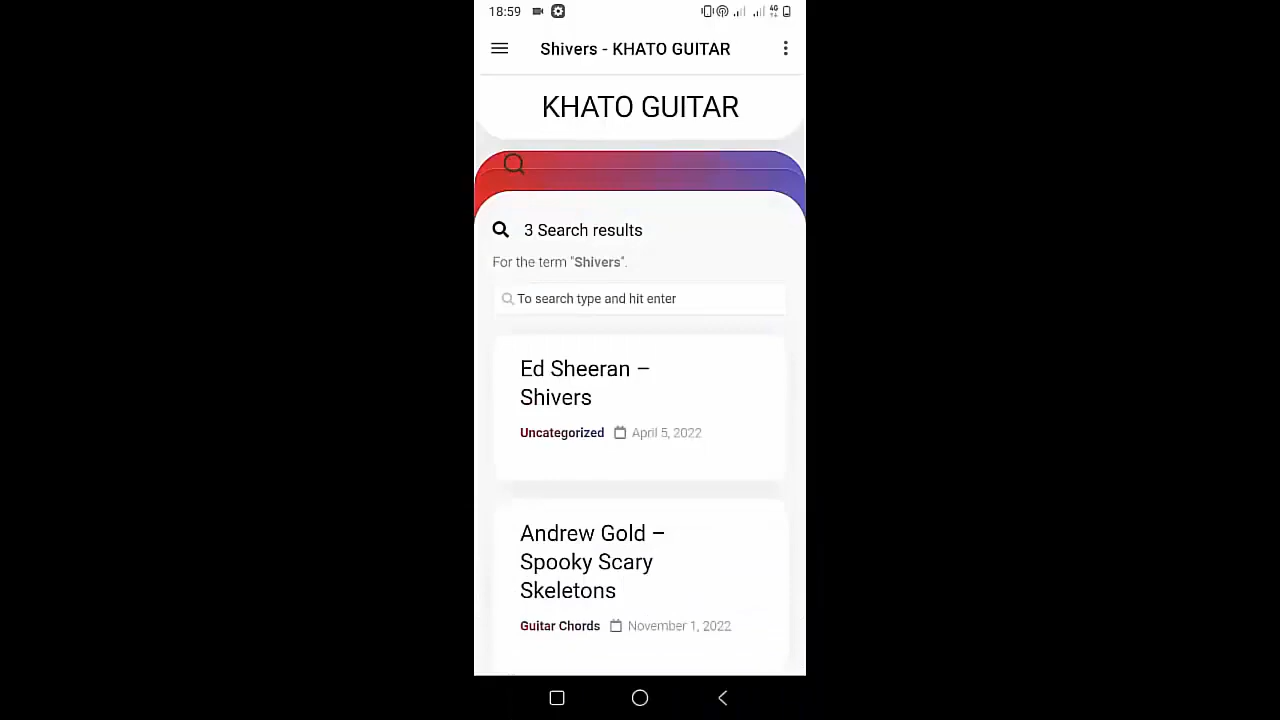 18:59
4G
Shivers - KHATO GUITAR
KHATO GUITAR
3 Search results
For the term "Shivers".
To search type and hit enter
Ed Sheeran –
Shivers
Uncategorized April 5, 2022
Andrew Gold –
Spooky Scary
Skeletons
Guitar Chords November 1, 2022